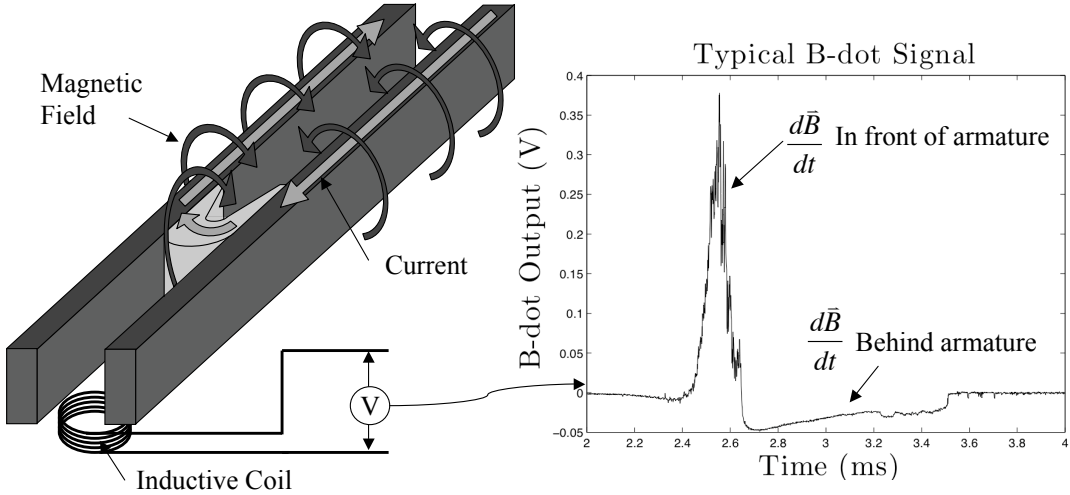 Magnetic
Field
Current
V
Inductive Coil
Typical B-dot Signal
B-dot Output (V)
0.4
0.35
0.3
0.25
0.2
0.15
0.1
0.05
0
-0.05
2
2.2
2.4
2.6
2.8
3
3.2
3.4
3.6
3.8
4
Time (ms)
dB⃗/dt In front of armature
dB⃗/dt Behind armature